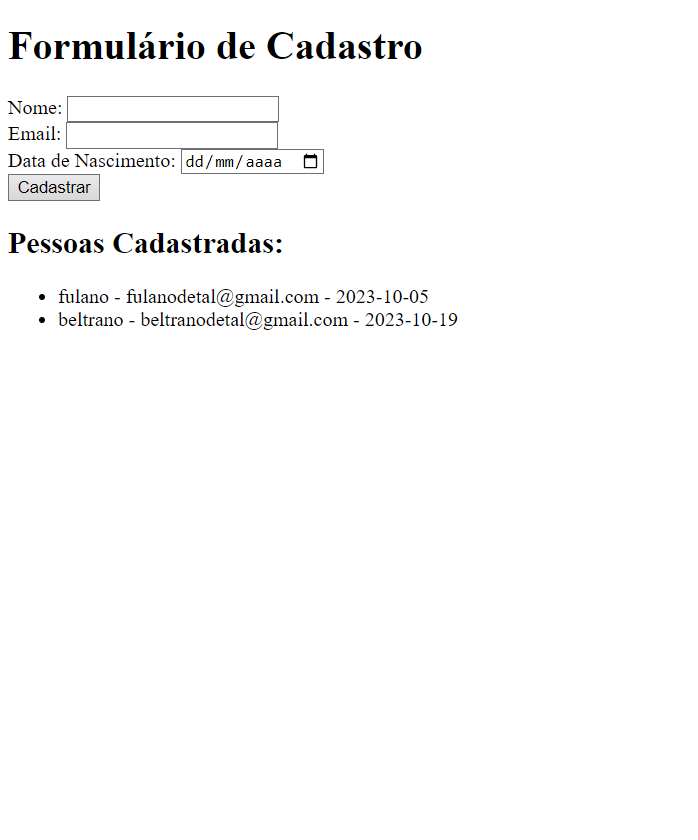 Formulário de Cadastro
Nome:
Email:
Data de Nascimento: dd/mm/aaaa
Cadastrar
Pessoas Cadastradas:
• fulano - fulanodetal@gmail.com - 2023-10-05
• beltrano - beltranodetal@gmail.com - 2023-10-19